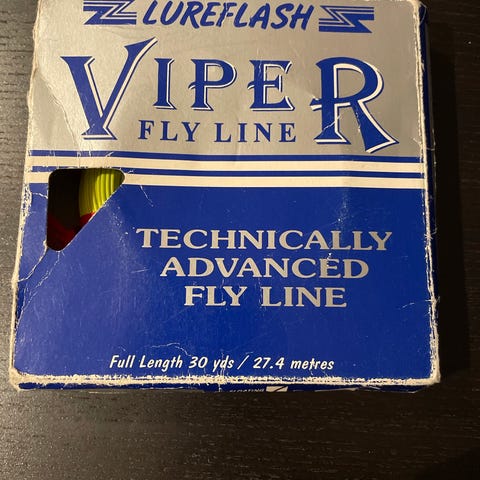 LUREFLASH
VIPER
FLY LINE
TECHNICALLY
ADVANCED
FLY LINE
Full Length 30 yds / 27.4 metres